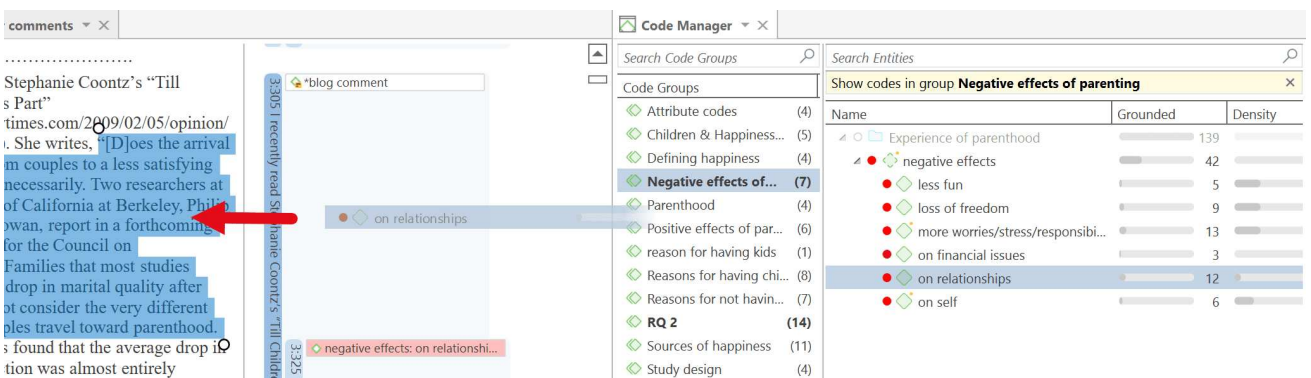 comments
Code Manager
…………………….
Stephanie Coontz's "Till
s Part"
times.com/2009/02/05/opinion/
. She writes, "[D]oes the arrival
m couples to a less satisfying
necessarily. Two researchers at
of California at Berkeley, Philip
owan, report in a forthcoming
for the Council on
Families that most studies
drop in marital quality after
ot consider the very different
ples travel toward parenthood.
s found that the average drop in
tion was almost entirely
3:305 I recently read Stephanie Coontz's "Till Childre
*blog comment
on relationships
3:325
negative effects: on relationshi...
Search Code Groups
Code Groups
Attribute codes (4)
Children & Happiness... (5)
Defining happiness (4)
Negative effects of... (7)
Parenthood (4)
Positive effects of par... (6)
reason for having kids (1)
Reasons for having chi... (8)
Reasons for not havin... (7)
RQ 2 (14)
Sources of happiness (11)
Study design (4)
Search Entities
Show codes in group Negative effects of parenting
Name Grounded Density
Experience of parenthood 139
negative effects 42
less fun 5
loss of freedom 9
more worries/stress/responsibi... 13
on financial issues 3
on relationships 12
on self 6